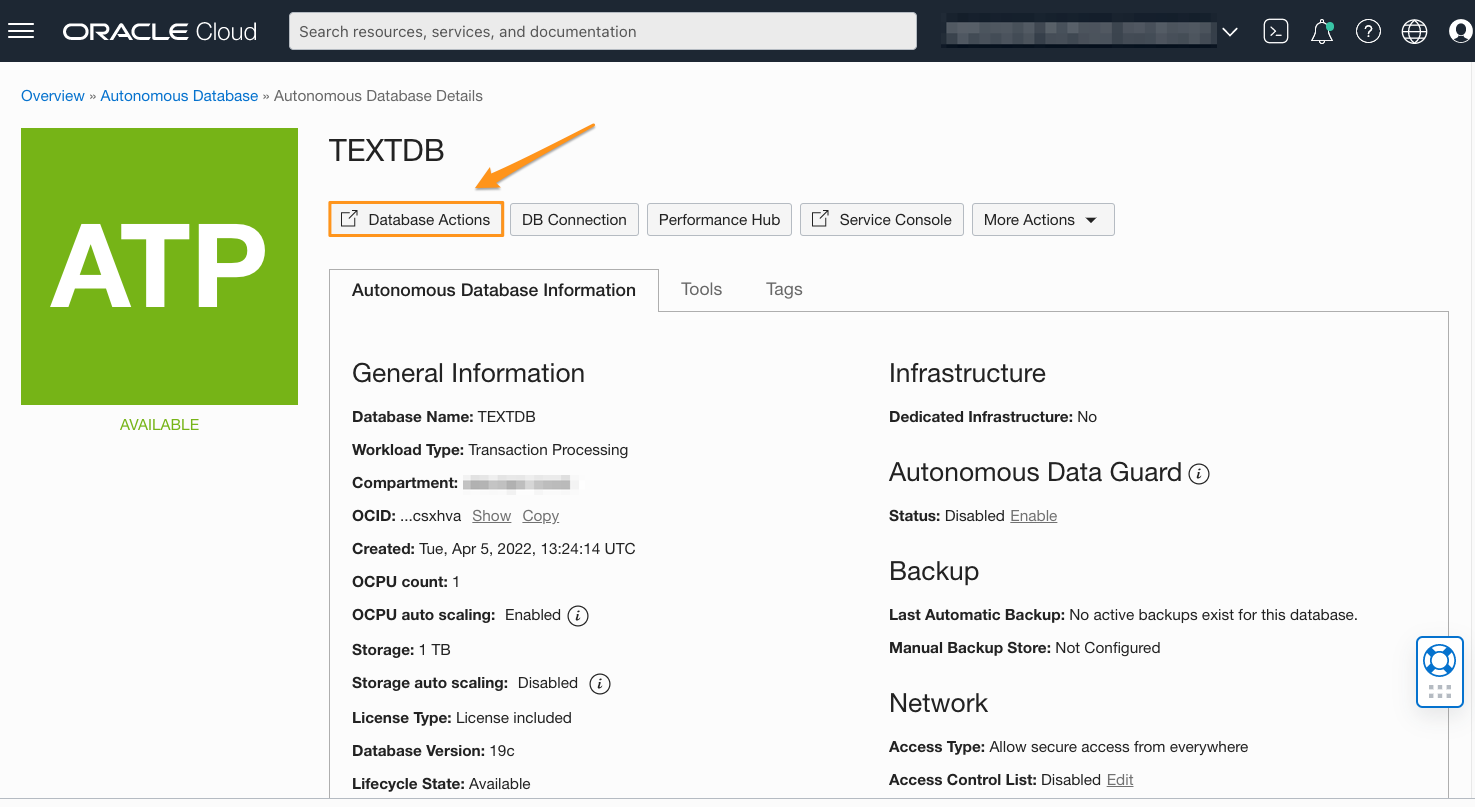 ORACLE Cloud
Search resources, services, and documentation
Overview » Autonomous Database » Autonomous Database Details
ATP
AVAILABLE
TEXTDB
Database Actions
DB Connection
Performance Hub
Service Console
More Actions
Autonomous Database Information
Tools
Tags
General Information
Database Name: TEXTDB
Workload Type: Transaction Processing
Compartment:
OCID: ...csxhva Show Copy
Created: Tue, Apr 5, 2022, 13:24:14 UTC
OCPU count: 1
OCPU auto scaling: Enabled i
Storage: 1 TB
Storage auto scaling: Disabled i
License Type: License included
Database Version: 19c
Lifecycle State: Available
Infrastructure
Dedicated Infrastructure: No
Autonomous Data Guard i
Status: Disabled Enable
Backup
Last Automatic Backup: No active backups exist for this database.
Manual Backup Store: Not Configured
Network
Access Type: Allow secure access from everywhere
Access Control List: Disabled Edit